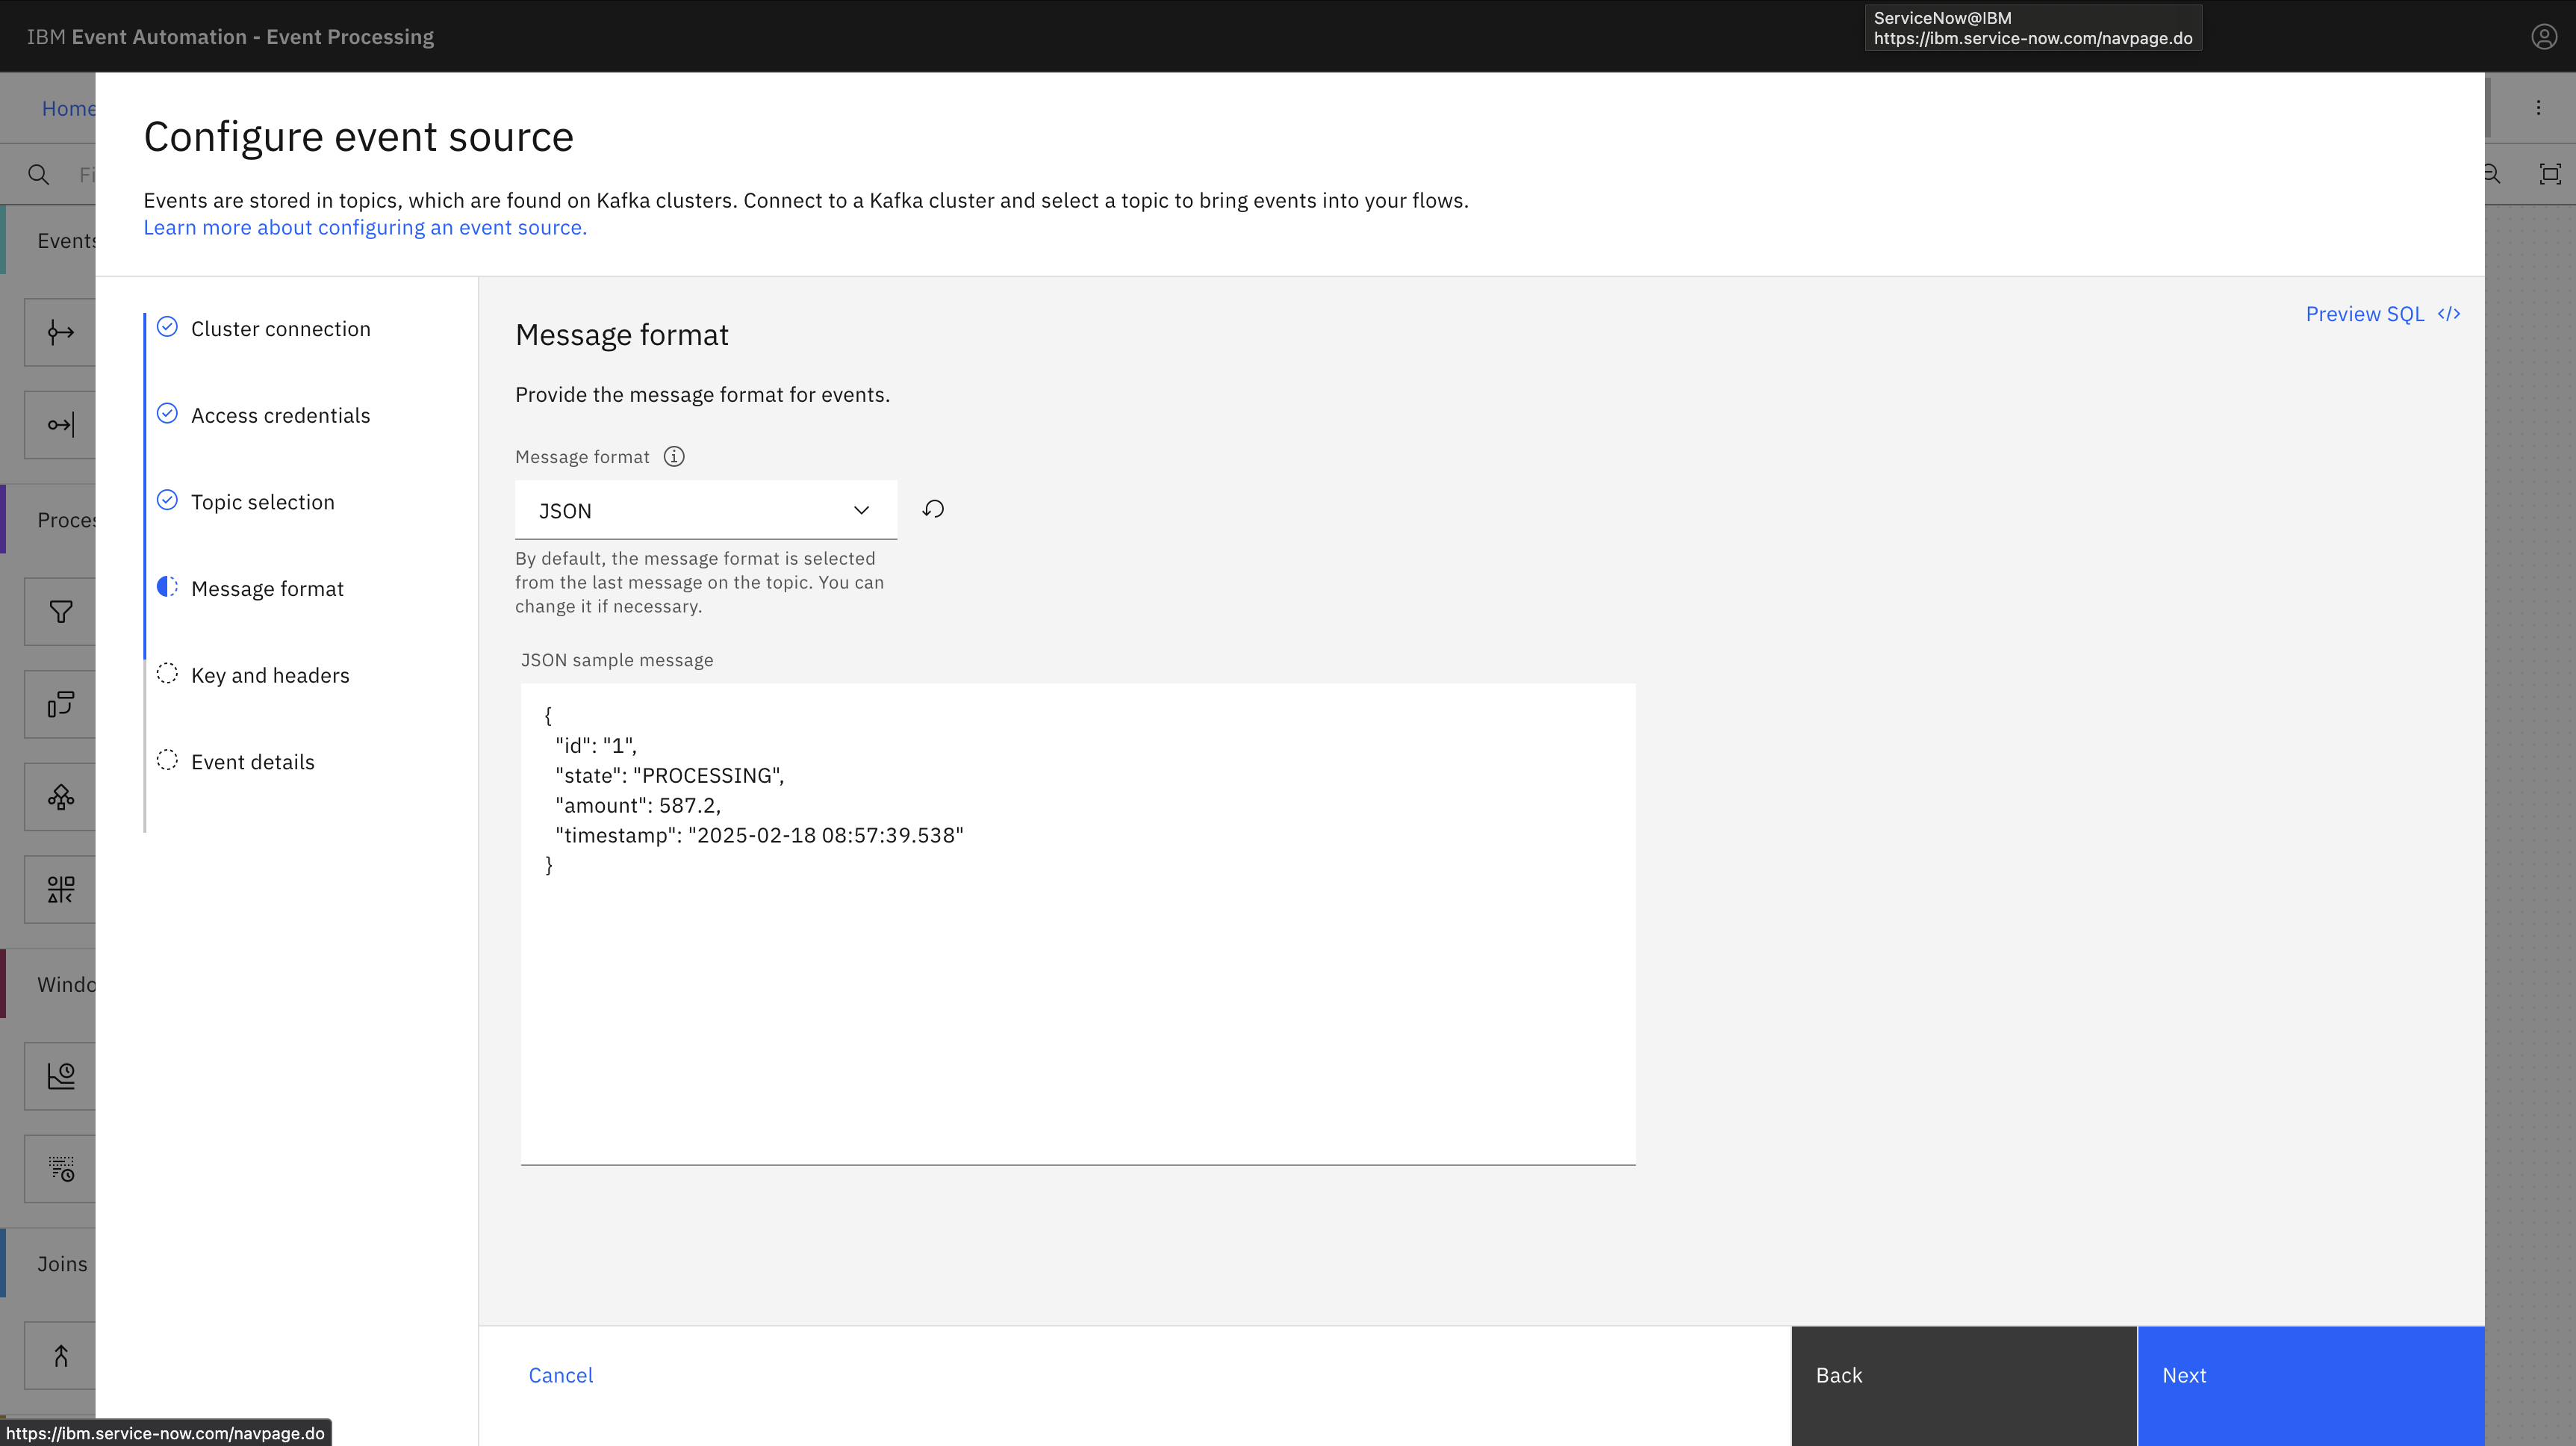 IBM Event Automation - Event Processing
ServiceNow@IBM
https://ibm.service-now.com/navpage.do
Home
Configure event source
Fi
Events are stored in topics, which are found on Kafka clusters. Connect to a Kafka cluster and select a topic to bring events into your flows.
Learn more about configuring an event source.
Events
Proces
Windo
Joins
Cluster connection
Access credentials
Topic selection
Message format
Key and headers
Event details
Preview SQL </>
Message format
Provide the message format for events.
Message format
JSON
By default, the message format is selected
from the last message on the topic. You can
change it if necessary.
JSON sample message
{
"id": "1",
"state": "PROCESSING",
"amount": 587.2,
"timestamp": "2025-02-18 08:57:39.538"
}
Cancel
Back
Next
https://ibm.service-now.com/navpage.do